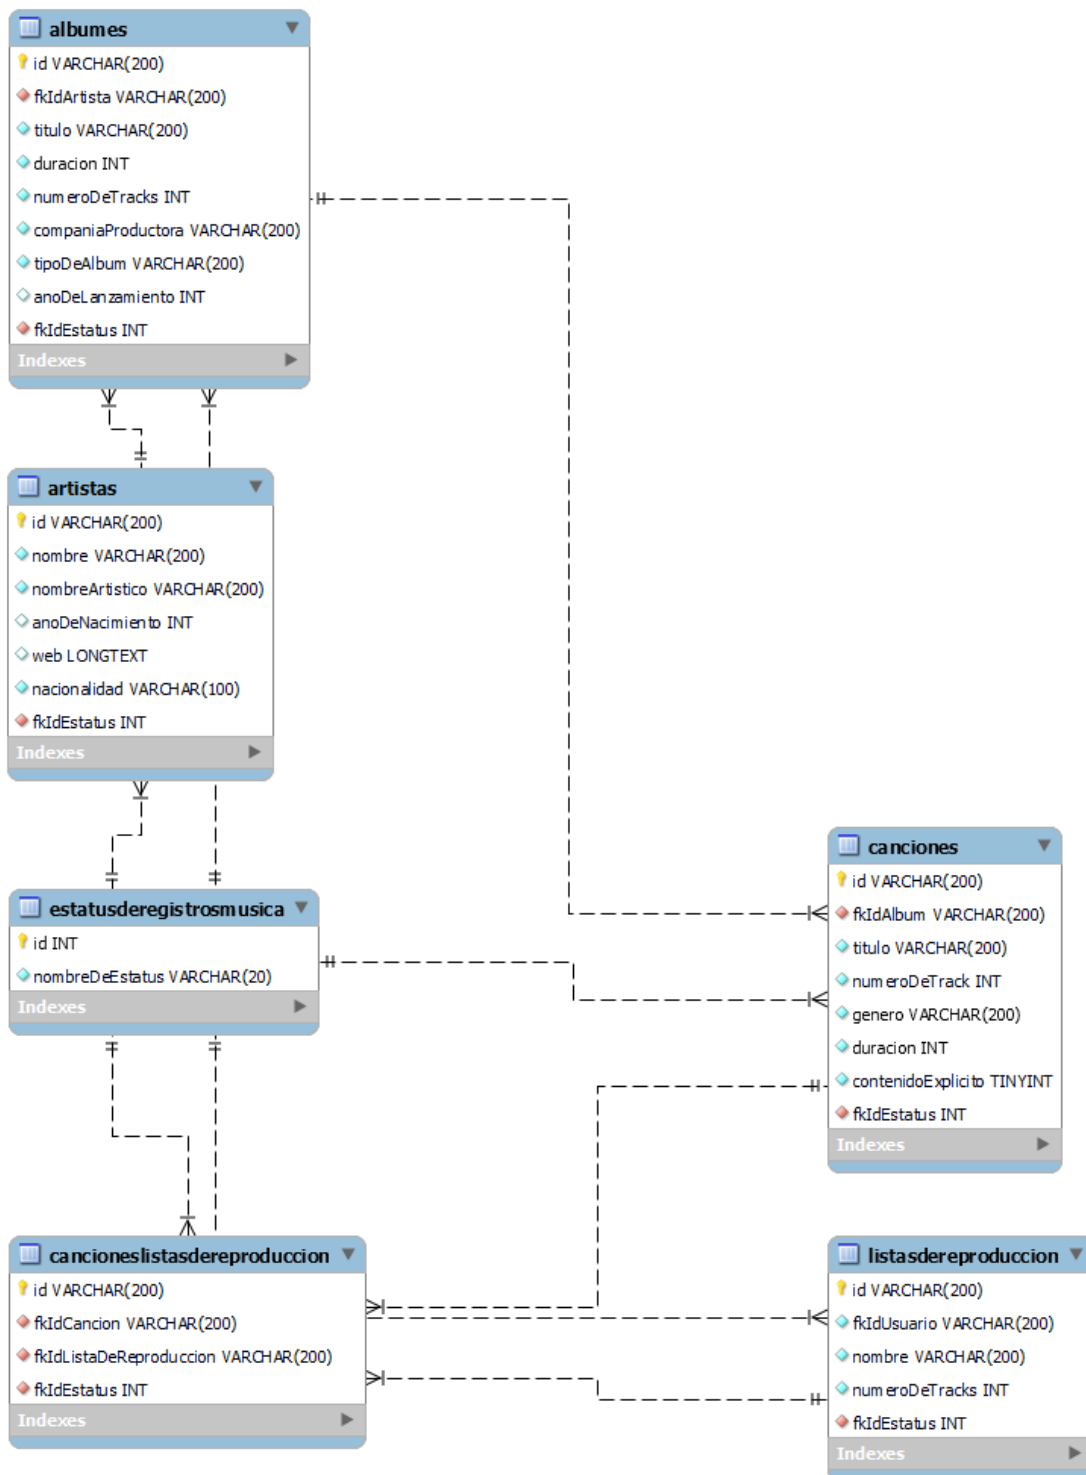 albumes
id VARCHAR(200)
fkIdArtista VARCHAR(200)
titulo VARCHAR(200)
duracion INT
numeroDeTracks INT
companiaProductora VARCHAR(200)
tipoDeAlbum VARCHAR(200)
anoDeLanzamiento INT
fkIdEstatus INT
Indexes
artistas
id VARCHAR(200)
nombre VARCHAR(200)
nombreArtistico VARCHAR(200)
anoDeNacimiento INT
web LONGTEXT
nacionalidad VARCHAR(100)
fkIdEstatus INT
Indexes
estatusderegistrosmusica
id INT
nombreDeEstatus VARCHAR(20)
Indexes
canciones
id VARCHAR(200)
fkIdAlbum VARCHAR(200)
titulo VARCHAR(200)
numeroDeTrack INT
genero VARCHAR(200)
duracion INT
contenidoExplicito TINYINT
fkIdEstatus INT
Indexes
cancioneslistasdereproduccion
id VARCHAR(200)
fkIdCancion VARCHAR(200)
fkIdListaDeReproduccion VARCHAR(200)
fkIdEstatus INT
Indexes
listasdereproduccion
id VARCHAR(200)
fkIdUsuario VARCHAR(200)
nombre VARCHAR(200)
numeroDeTracks INT
fkIdEstatus INT
Indexes